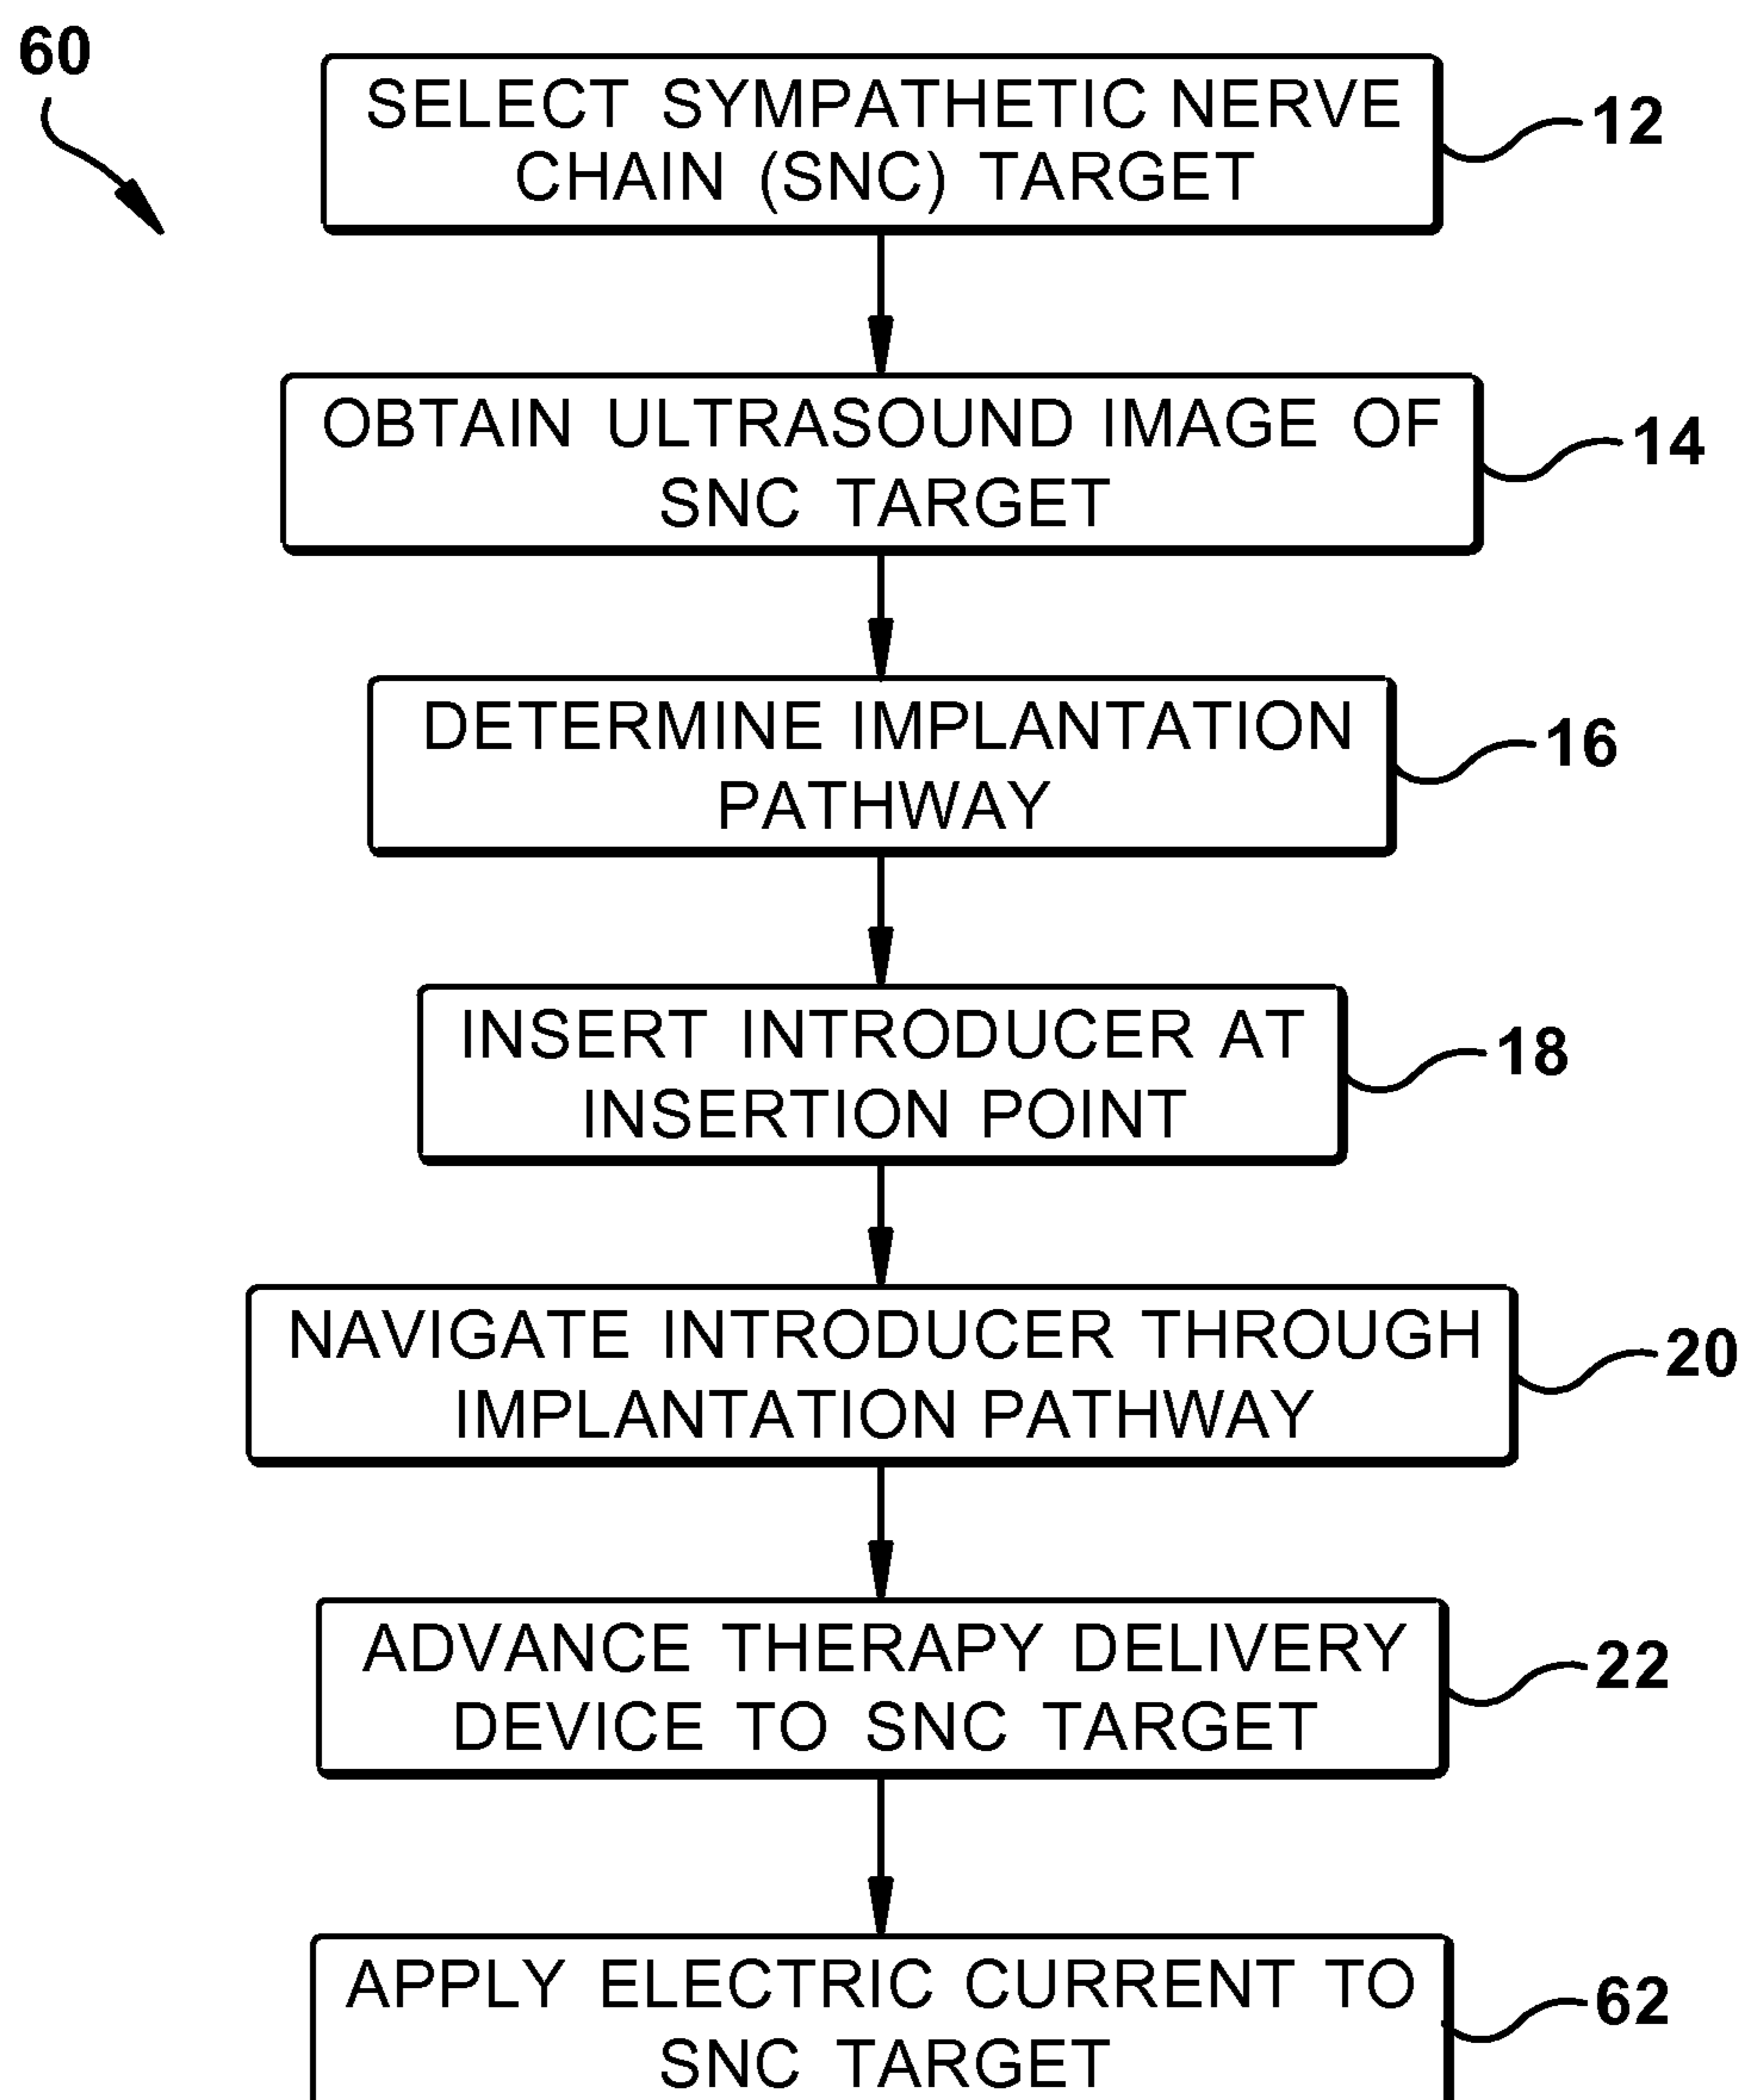 60
SELECT SYMPATHETIC NERVE
CHAIN (SNC) TARGET
12
OBTAIN ULTRASOUND IMAGE OF
SNC TARGET
14
DETERMINE IMPLANTATION
PATHWAY
16
INSERT INTRODUCER AT
INSERTION POINT
18
NAVIGATE INTRODUCER THROUGH
IMPLANTATION PATHWAY
20
ADVANCE THERAPY DELIVERY
DEVICE TO SNC TARGET
22
APPLY ELECTRIC CURRENT TO
SNC TARGET
62